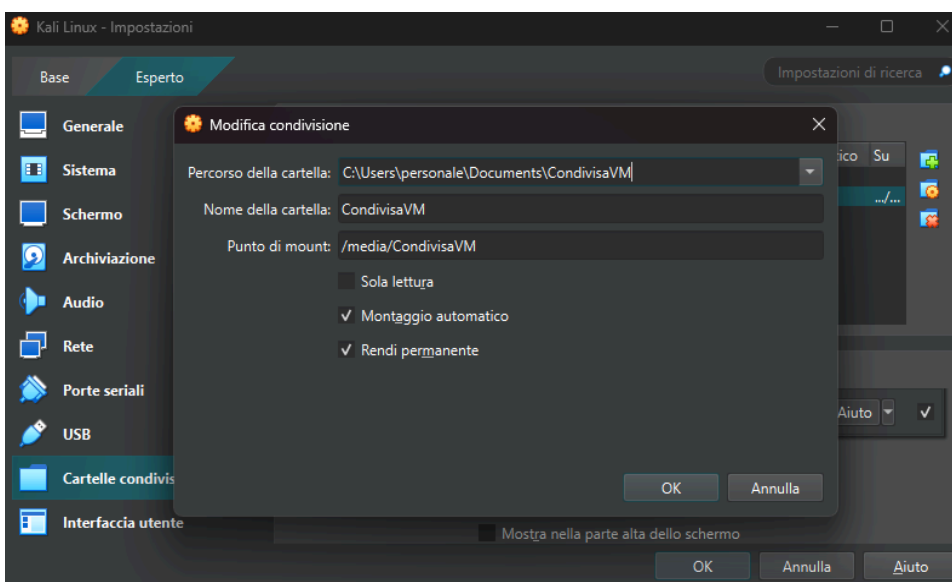 Kali Linux - Impostazioni
Base
Esperto
Impostazioni di ricerca
Generale
Modifica condivisione
Sistema
Percorso della cartella: C:\Users\personale\Documents\CondivisaVM
ico Su
Schermo
Nome della cartella: CondivisaVM
.../...
Archiviazione
Punto di mount: /media/CondivisaVM
Audio
Sola lettura
Montaggio automatico
Rete
Rendi permanente
Porte seriali
Aiuto
USB
Cartelle condivis
OK
Annulla
Interfaccia utente
Mostra nella parte alta dello schermo
OK
Annulla
Aiuto